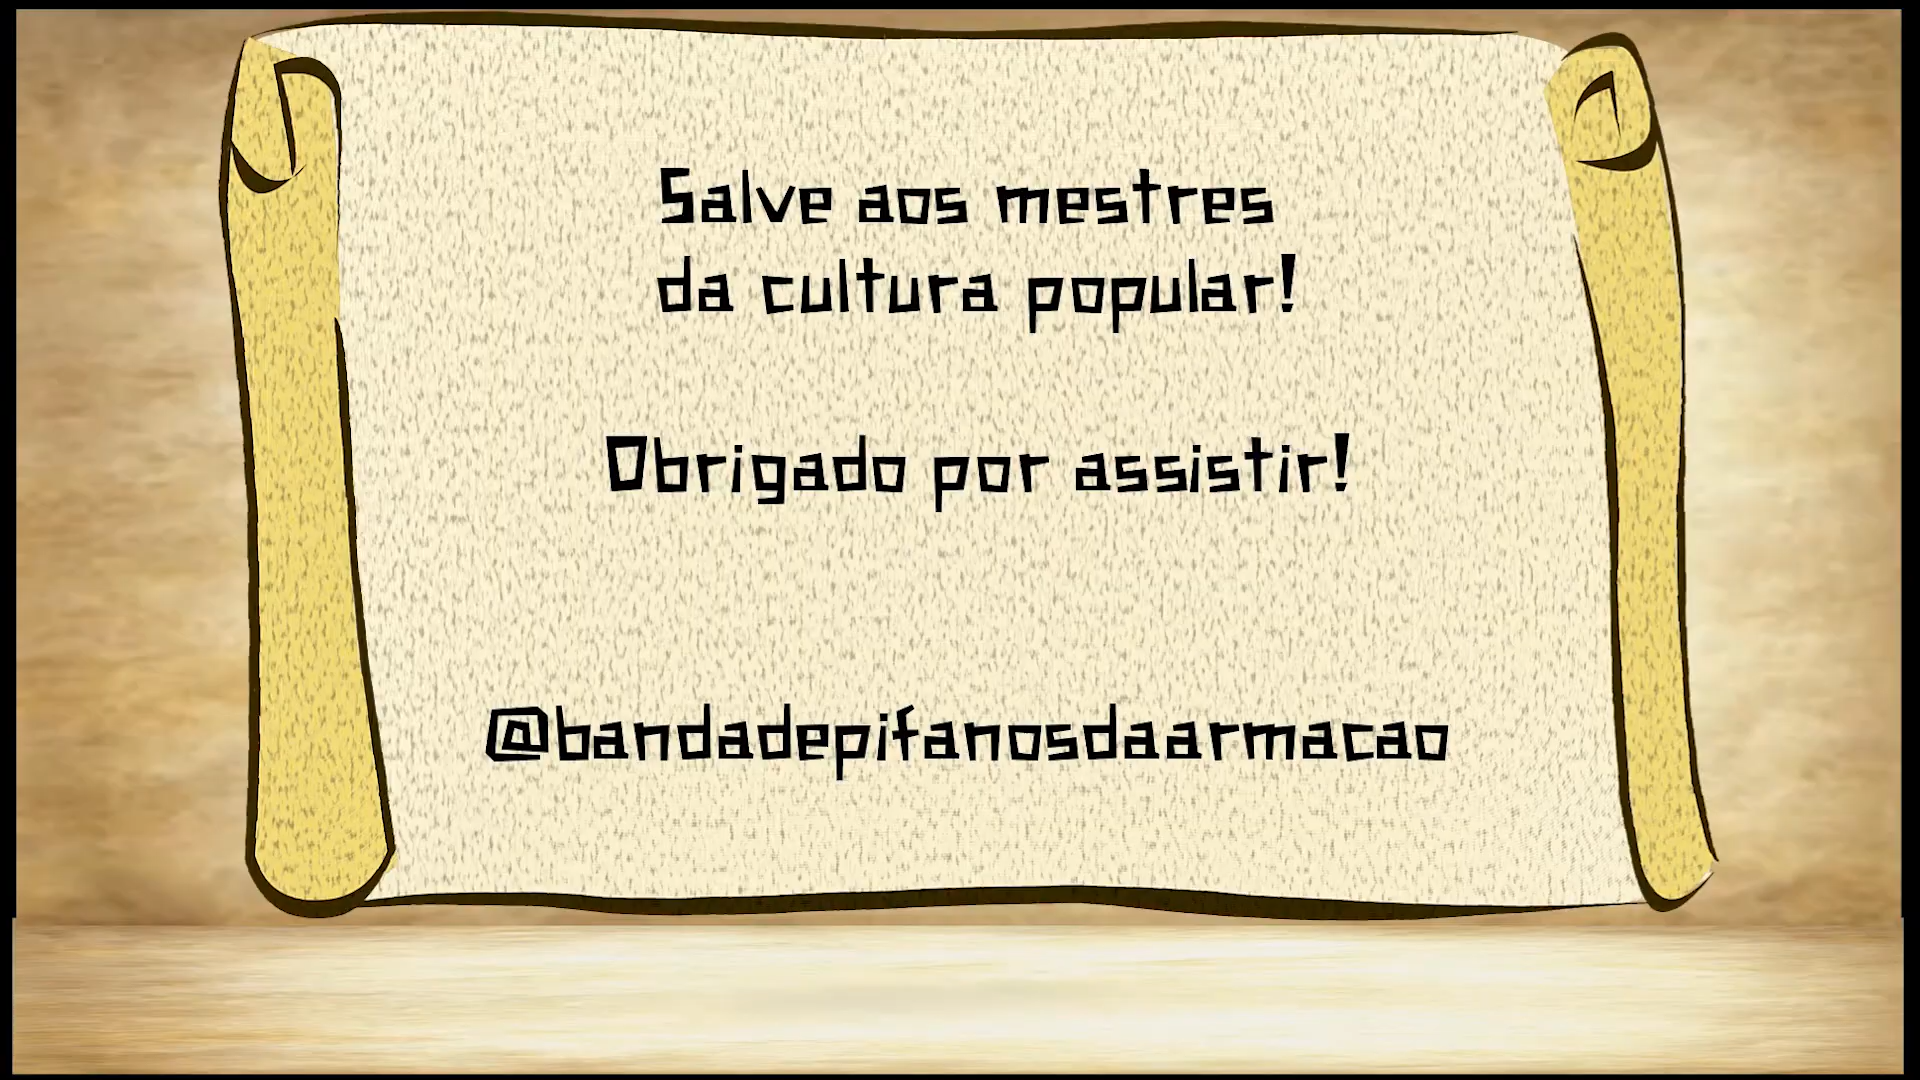 Salve aos mestres
da cultura popular!
Obrigado por assistir!
@bandadepifanosdaarmacao